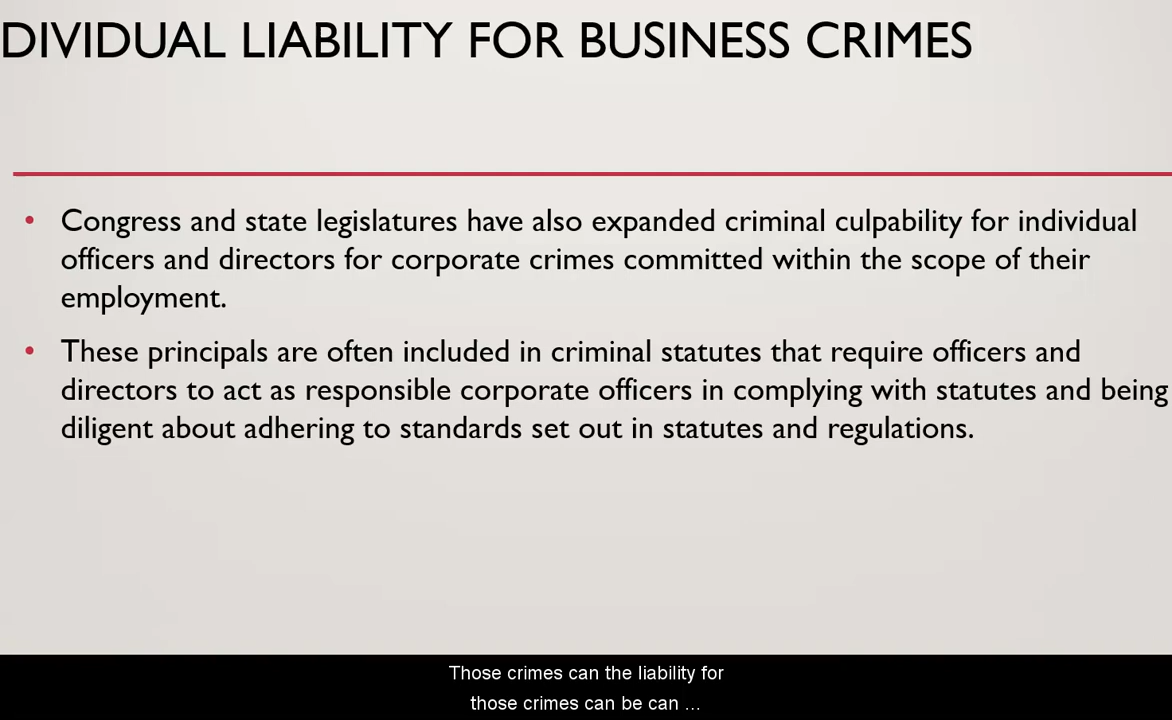 DIVIDUAL LIABILITY FOR BUSINESS CRIMES
• Congress and state legislatures have also expanded criminal culpability for individual
officers and directors for corporate crimes committed within the scope of their
employment.
• These principals are often included in criminal statutes that require officers and
directors to act as responsible corporate officers in complying with statutes and being
diligent about adhering to standards set out in statutes and regulations.
Those crimes can the liability for
those crimes can be can ...